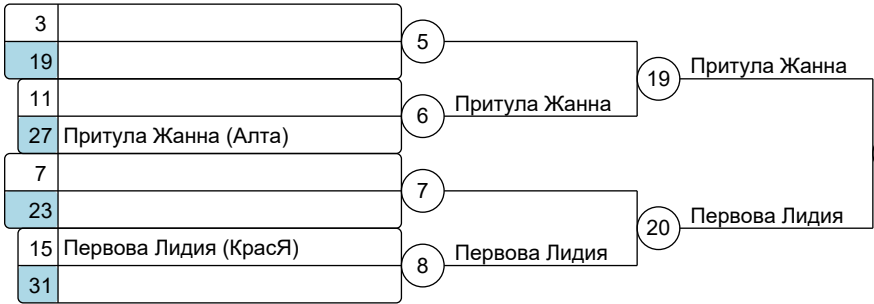 3
19
5
11
27 Притула Жанна (Алта)
6
Притула Жанна
19
Притула Жанна
7
23
7
15 Первова Лидия (КрасЯ)
31
8
Первова Лидия
20
Первова Лидия